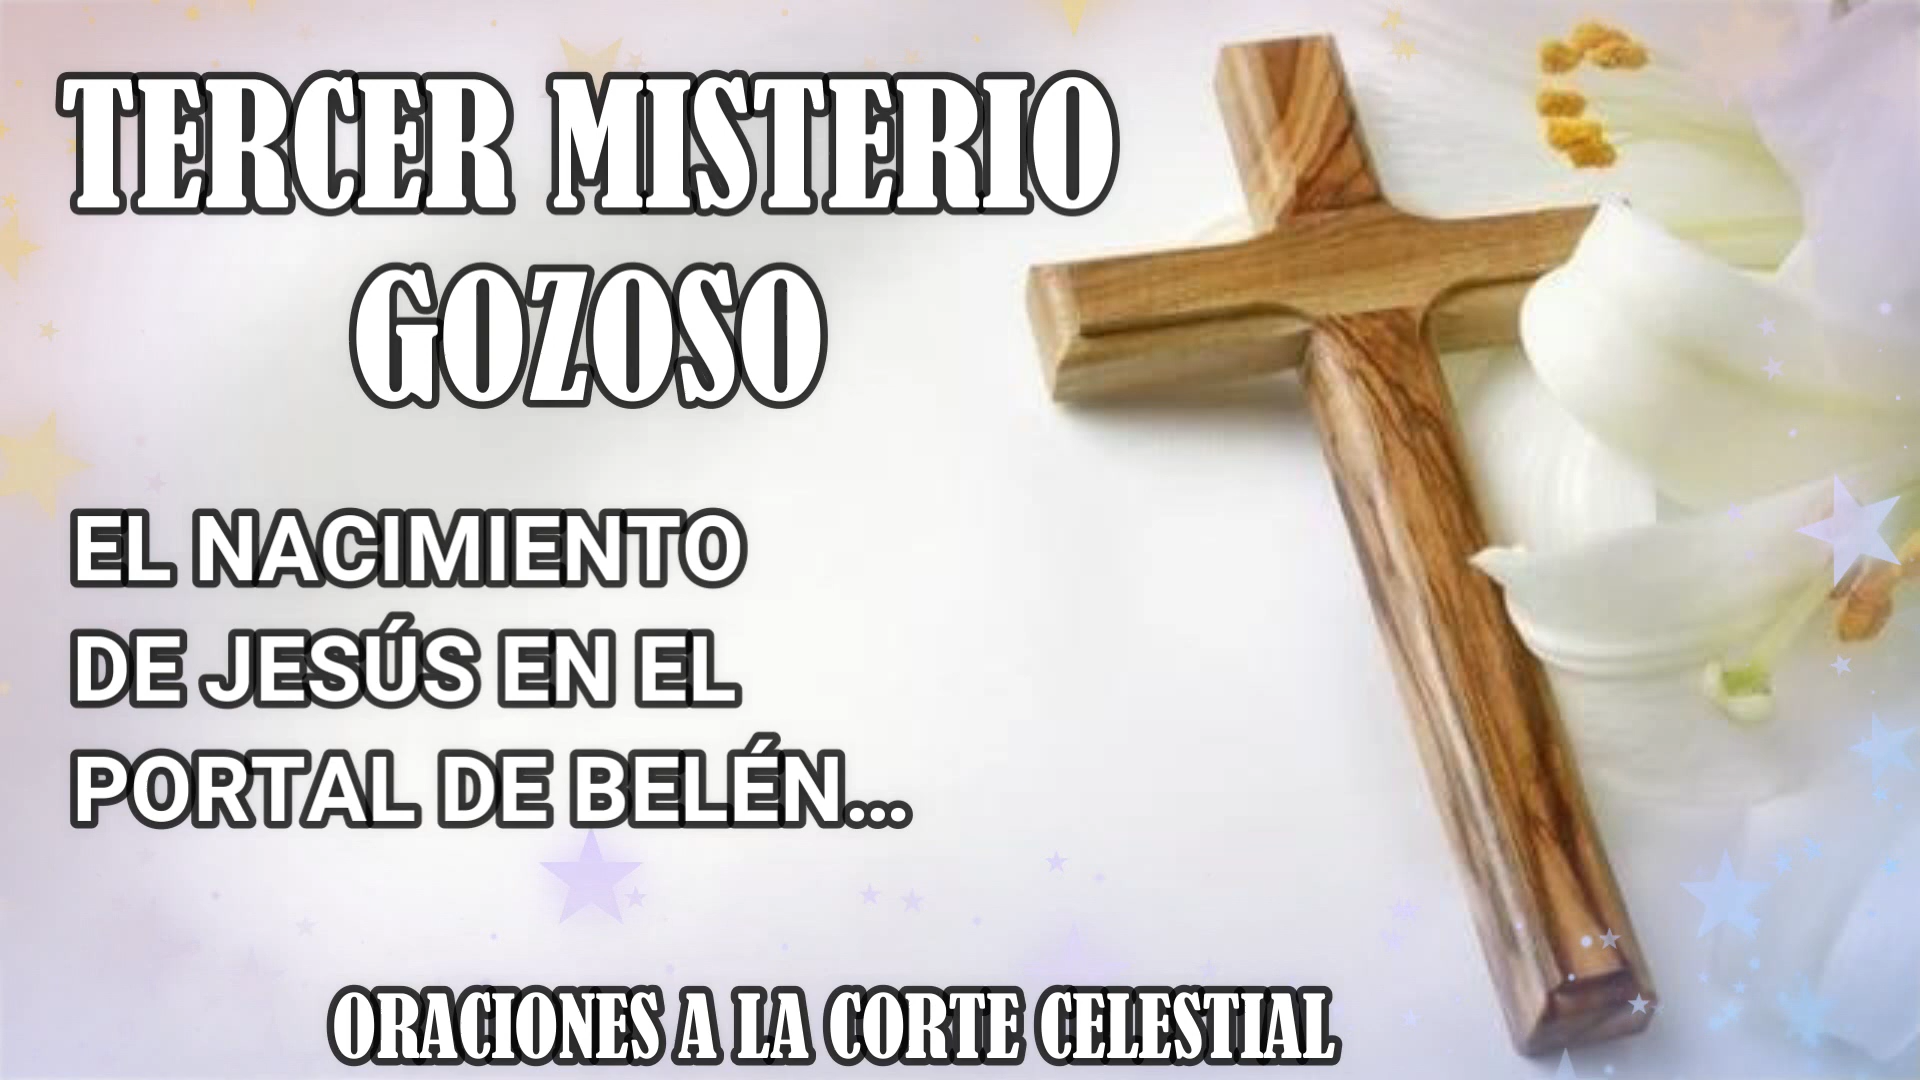 TERCER MISTERIO
GOZOSO
EL NACIMIENTO
DE JESÚS EN EL
PORTAL DE BELÉN...
ORACIONES A LA CORTE CELESTIAL